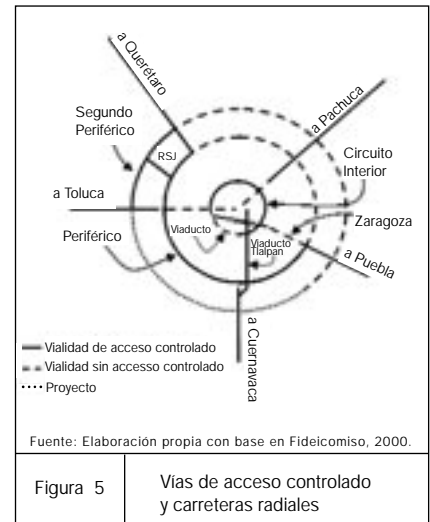 a Querétaro
a Pachuca
Segundo
Periférico
RSJ
Circuito
Interior
a Toluca
Zaragoza
Viaducto
Viaducto
Tlalpan
Periférico
a Puebla
a Cuernavaca
Vialidad de acceso controlado
Vialidad sin accesso controlado
Proyecto
Fuente: Elaboración propia con base en Fideicomiso, 2000.
Figura 5
Vías de acceso controlado
y carreteras radiales